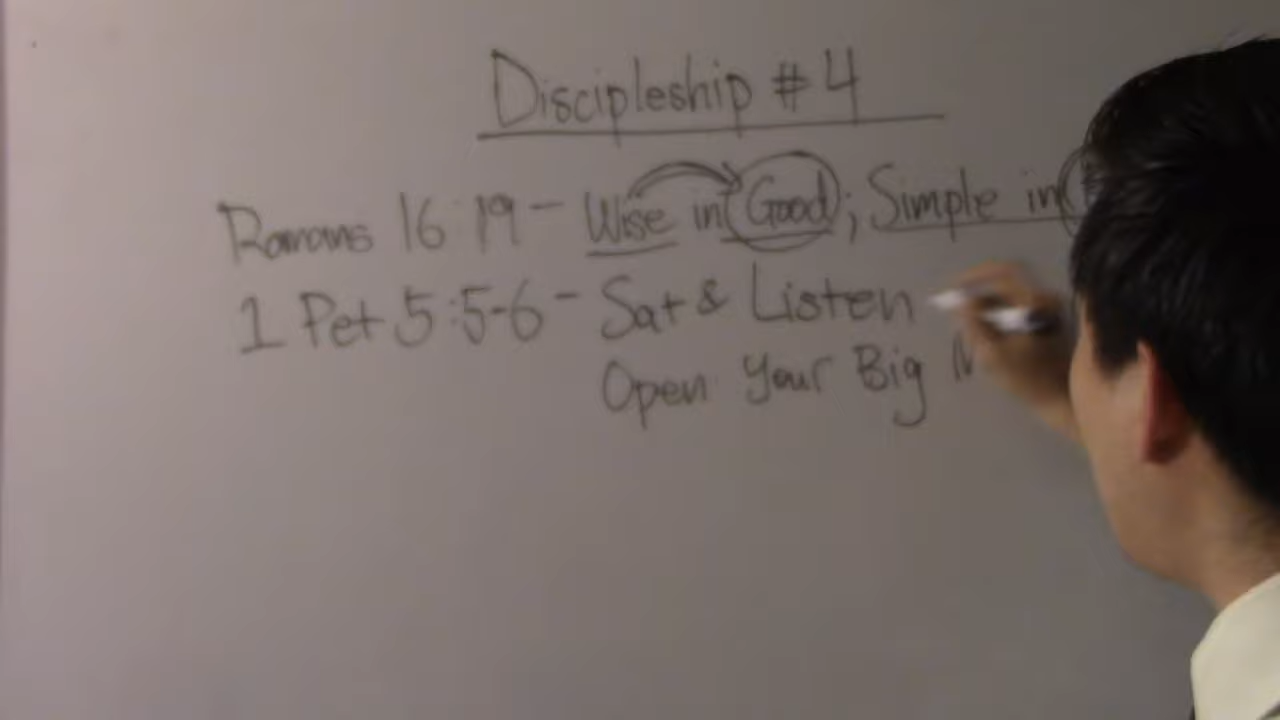 Discipleship #4
Romans 16:19 - Wise in Good; Simple in
1 Pet 5:5-6 - Sat & Listen
Open Your Big